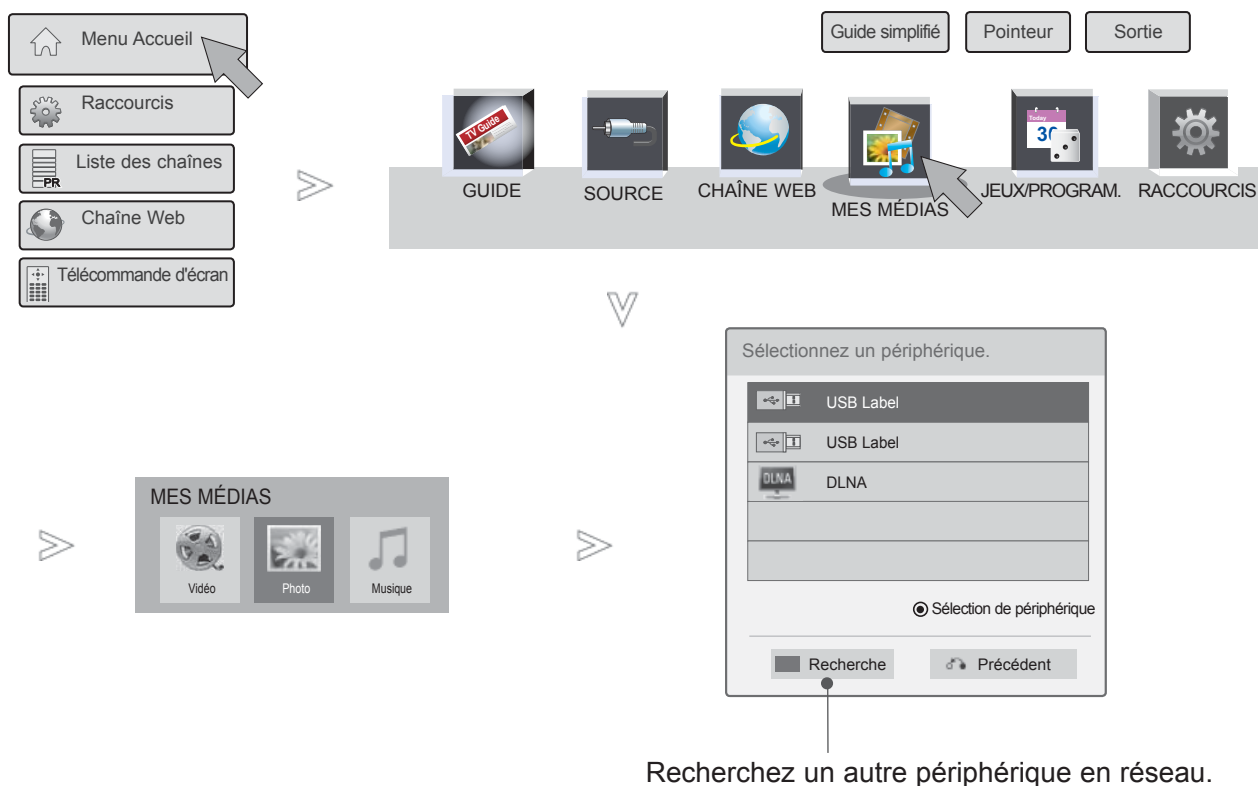 Menu Accueil
Raccourcis
Liste des chaînes
PR
Chaîne Web
Télécommande d'écran
Guide simplifié
Pointeur
Sortie
TV Guide
Today
30
GUIDE
SOURCE
CHAÎNE WEB
MES MÉDIAS
JEUX/PROGRAM.
RACCOURCIS
MES MÉDIAS
Vidéo
Photo
Musique
Sélectionnez un périphérique.
USB Label
USB Label
DLNA
DLNA
Sélection de périphérique
Recherche
Précédent
Recherchez un autre périphérique en réseau.